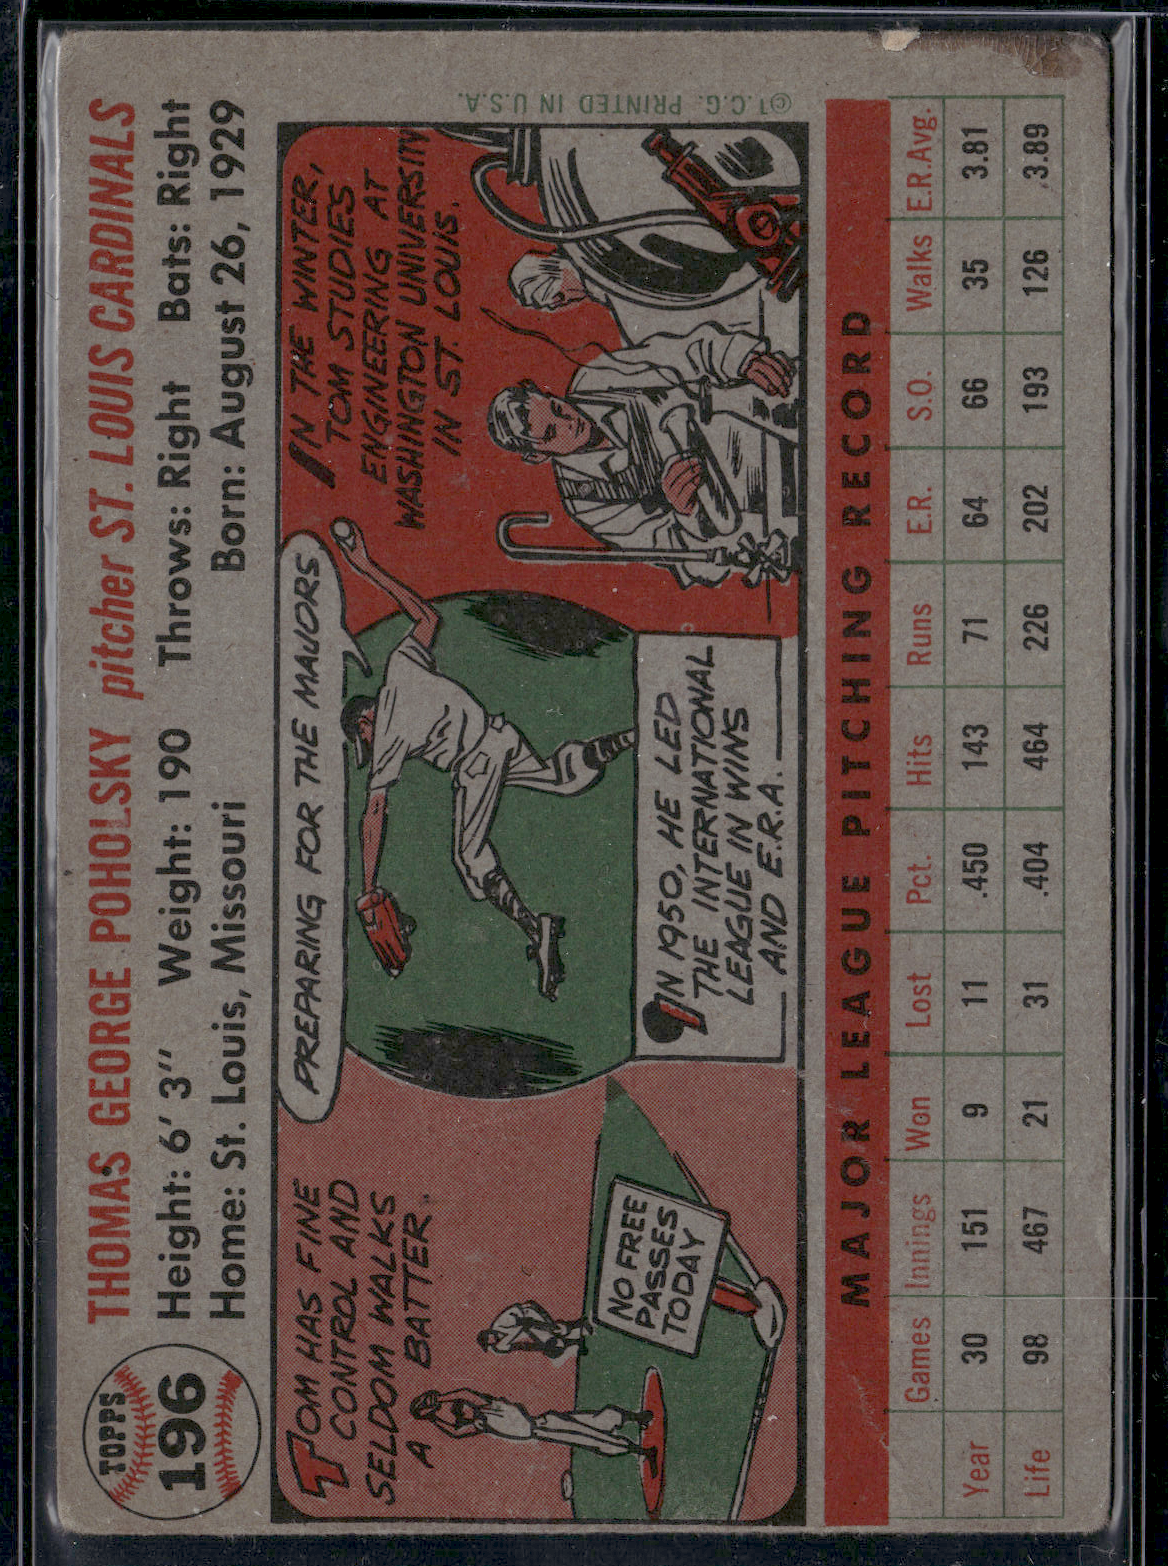 TOPPS
196
THOMAS GEORGE POHOLSKY pitcher ST. LOUIS CARDINALS
Height: 6' 3" Weight: 190 Throws: Right Bats: Right
Home: St. Louis, Missouri Born: August 26, 1929
TOM HAS FINE
CONTROL AND
SELDOM WALKS
A BATTER.
NO FREE
PASSES
TODAY
PREPARING FOR THE MAJORS
IN 1950, HE LED
THE INTERNATIONAL
LEAGUE IN WINS
AND E.R.A.
IN THE WINTER,
TOM STUDIES
ENGINEERING AT
WASHINGTON UNIVERSITY
IN ST. LOUIS.
©T.C.G. PRINTED IN U.S.A.
MAJOR LEAGUE PITCHING RECORD
Games Innings Won Lost Pct. Hits Runs E.R. S.O. Walks E.R.Avg.
Year 30 151 9 11 .450 143 71 64 66 35 3.81
Life 98 467 21 31 .404 464 226 202 193 126 3.89